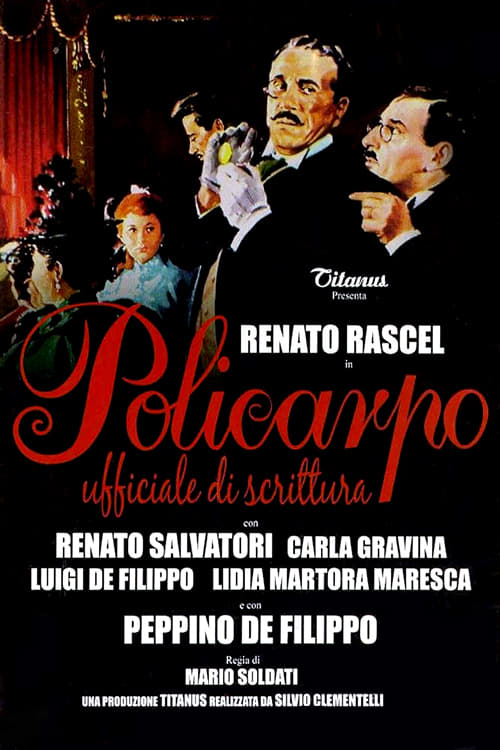 Titanus
Presenta
RENATO RASCEL
in
Policarpo
ufficiale di scrittura
con
RENATO SALVATORI CARLA GRAVINA
LUIGI DE FILIPPO LIDIA MARTORA MARESCA
e con
PEPPINO DE FILIPPO
Regia di
MARIO SOLDATI
UNA PRODUZIONE TITANUS REALIZZATA DA SILVIO CLEMENTELLI